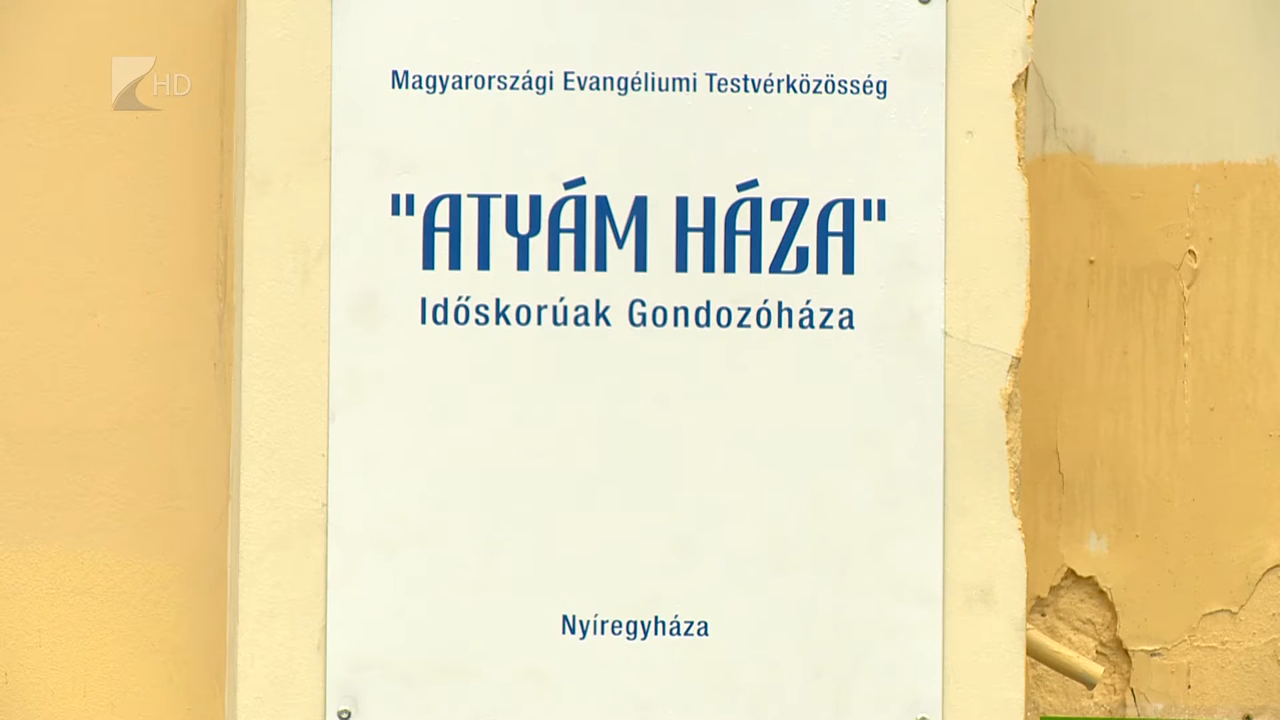 HD
Magyarországi Evangéliumi Testvérközösség
"ATYÁM HÁZA"
Időskorúak Gondozóháza
Nyíregyháza